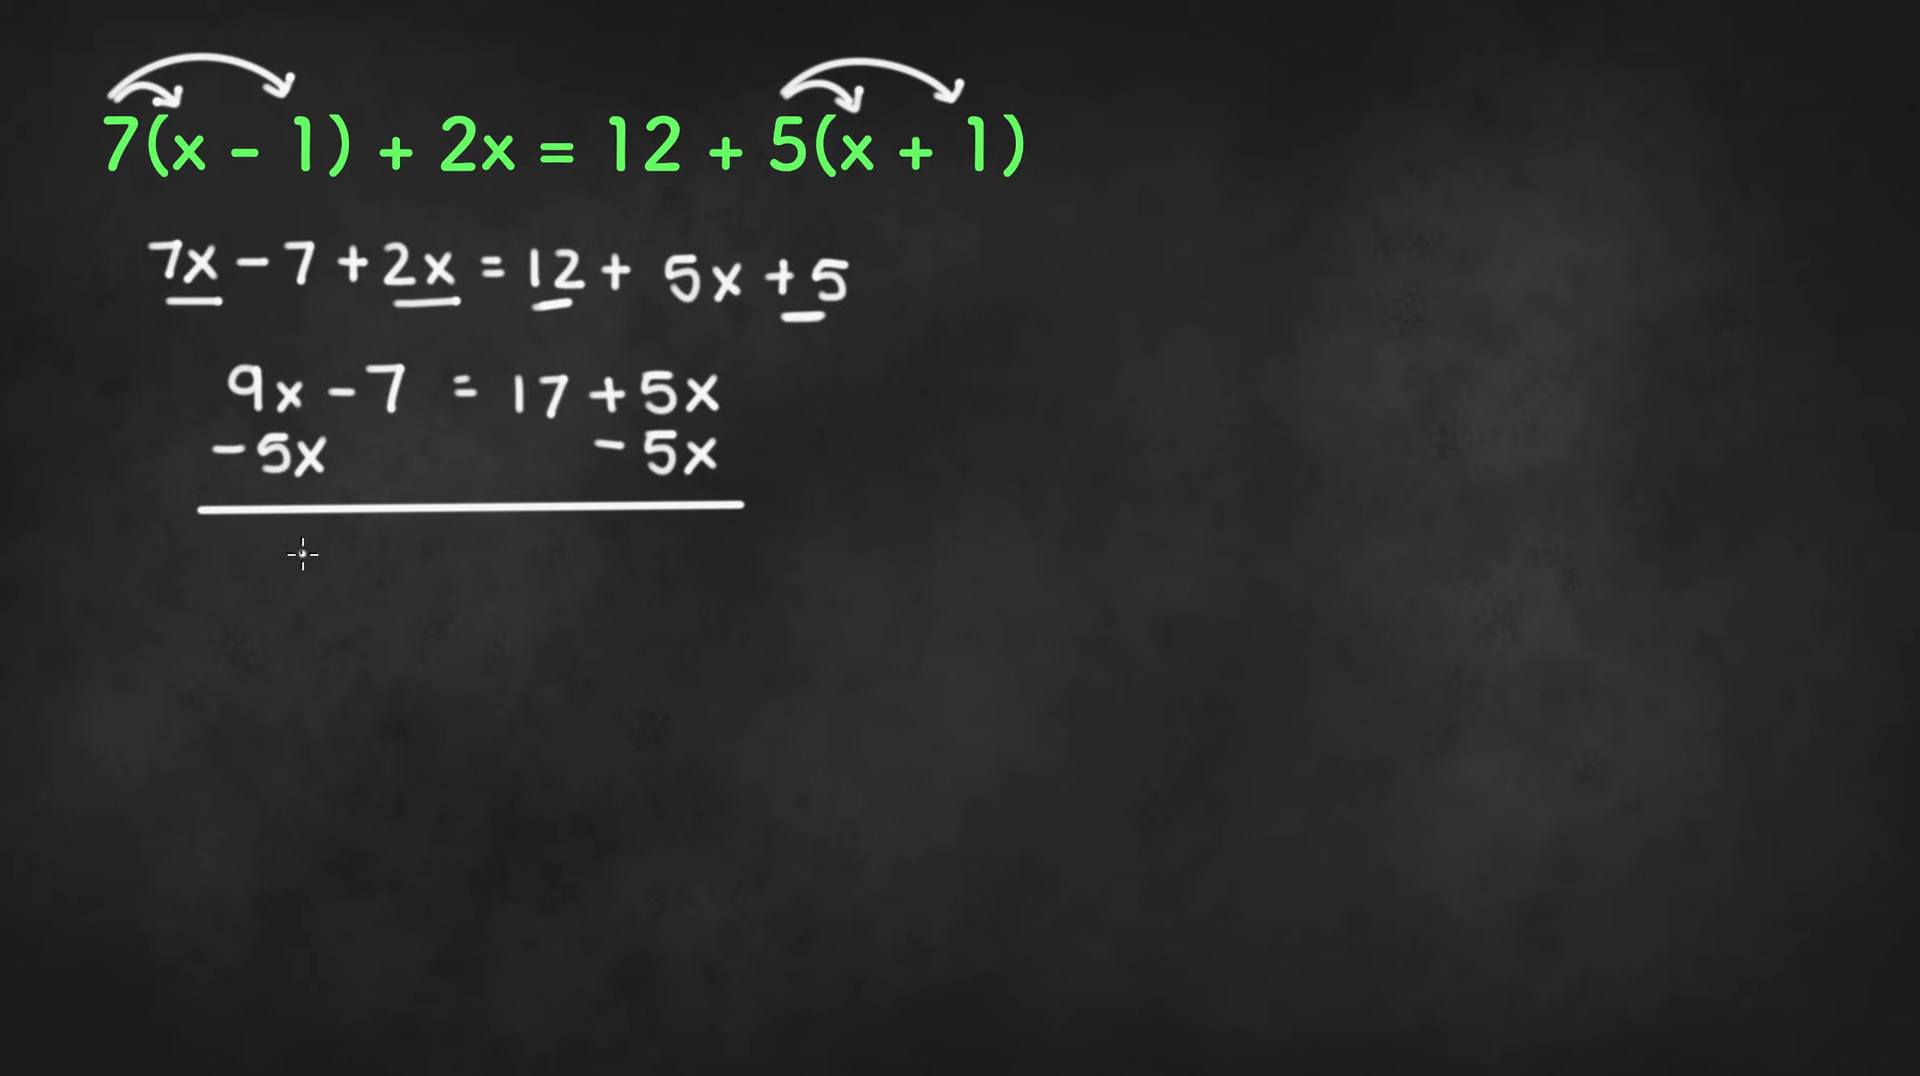 7(x - 1) + 2x = 12 + 5(x + 1)
7x - 7 + 2x = 12 + 5x + 5
9x - 7 = 17 + 5x
- 5x - 5x